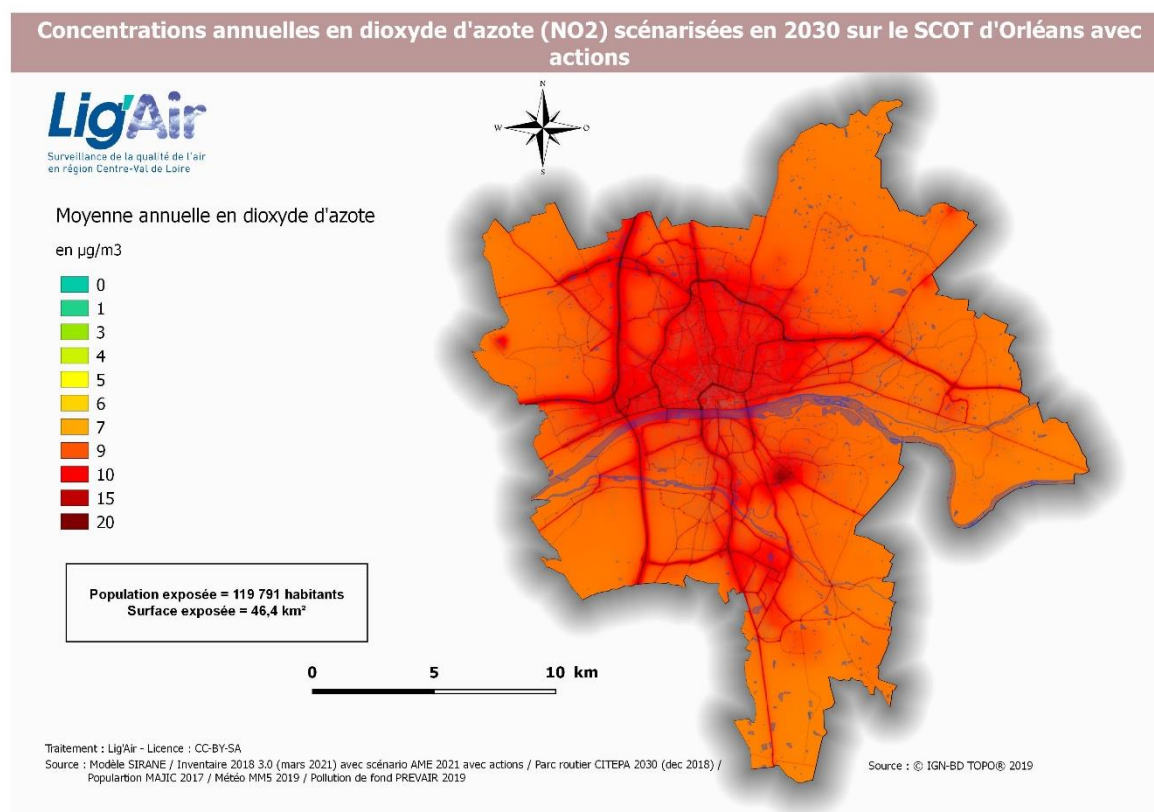 Concentrations annuelles en dioxyde d'azote (NO2) scénarisées en 2030 sur le SCOT d'Orléans avec
actions
Lig'Air
Surveillance de la qualité de l'air
en région Centre-Val de Loire
N
W
O
S
Moyenne annuelle en dioxyde d'azote
en µg/m3
0
1
3
4
5
6
7
9
10
15
20
Population exposée = 119 791 habitants
Surface exposée = 46,4 km²
0 5 10 km
Traitement : Lig'Air - Licence : CC-BY-SA
Source : Modèle SIRANE / Inventaire 2018 3.0 (mars 2021) avec scénario AME 2021 avec actions / Parc routier CITEPA 2030 (dec 2018) /
Populartion MAJIC 2017 / Météo MM5 2019 / Pollution de fond PREVAIR 2019
Source : © IGN-BD TOPO® 2019